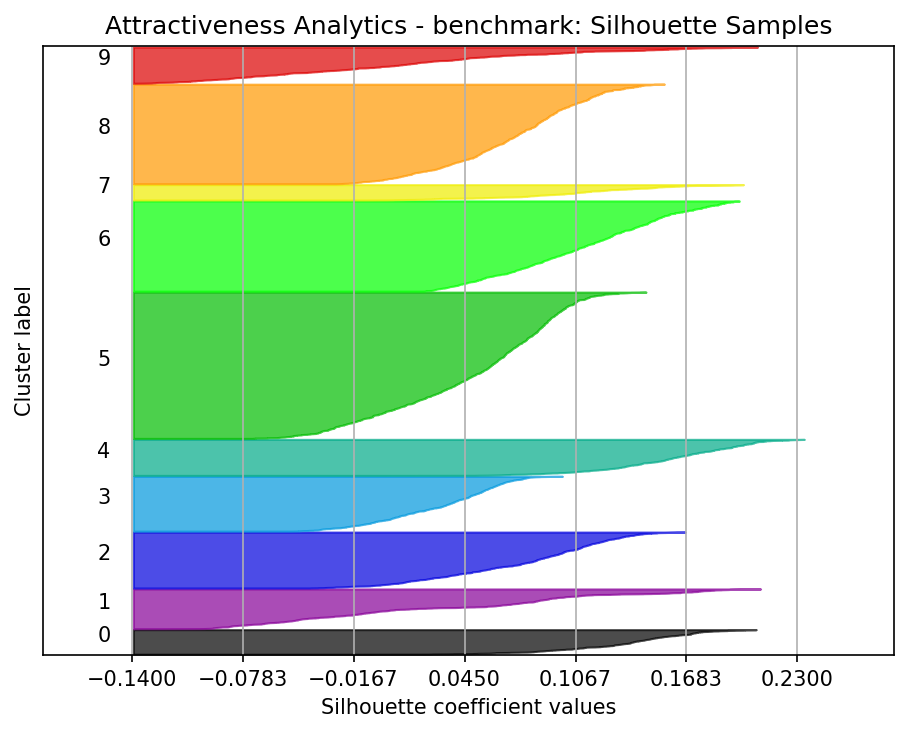 Attractiveness Analytics - benchmark: Silhouette Samples
9
8
7
6
5
4
3
2
1
0
Cluster label
−0.1400 −0.0783 −0.0167 0.0450 0.1067 0.1683 0.2300
Silhouette coefficient values